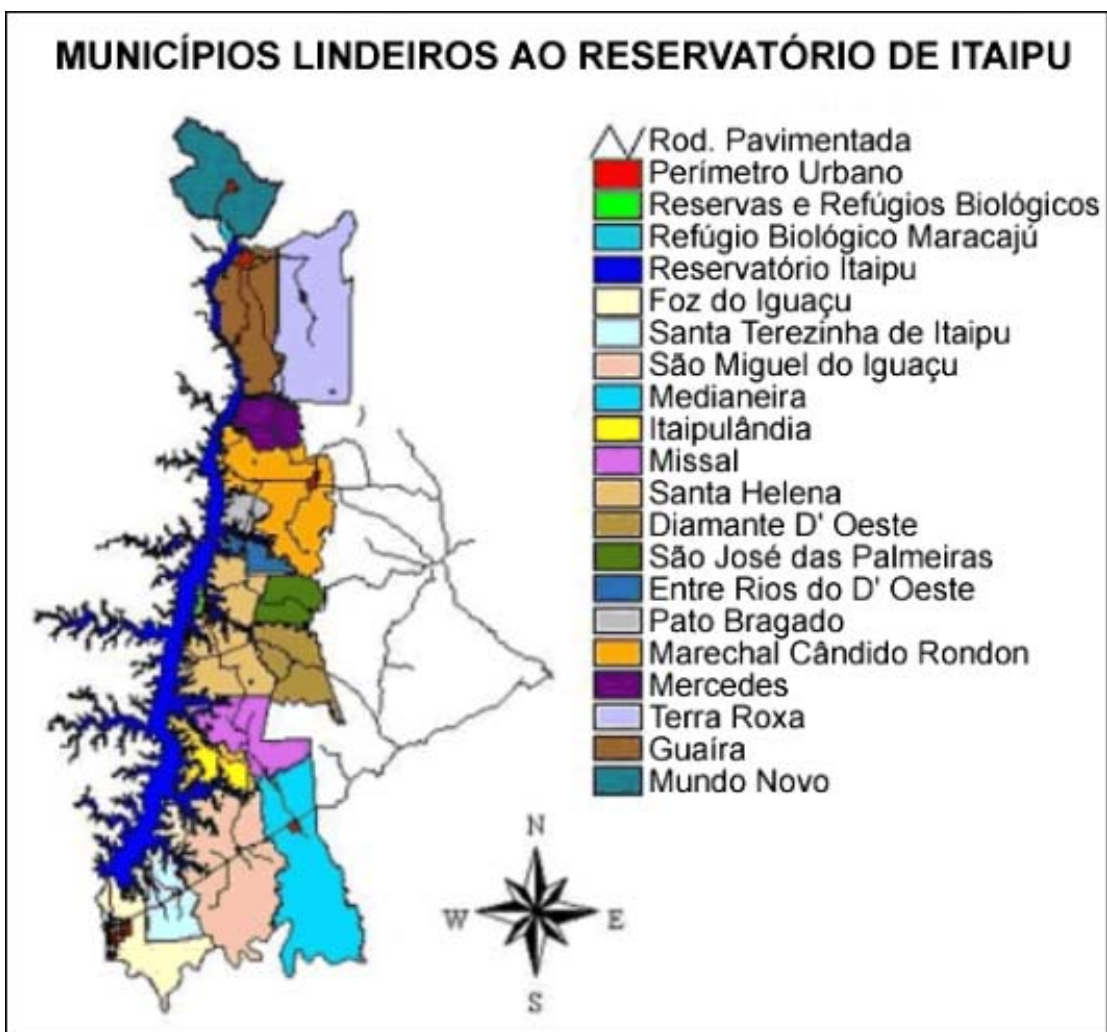 MUNICÍPIOS LINDEIROS AO RESERVATÓRIO DE ITAIPU
Rod. Pavimentada
Perímetro Urbano
Reservas e Refúgios Biológicos
Refúgio Biológico Maracajú
Reservatório Itaipu
Foz do Iguaçu
Santa Terezinha de Itaipu
São Miguel do Iguaçu
Medianeira
Itaipulândia
Missal
Santa Helena
Diamante D' Oeste
São José das Palmeiras
Entre Rios do D' Oeste
Pato Bragado
Marechal Cândido Rondon
Mercedes
Terra Roxa
Guaíra
Mundo Novo
N
W E
S